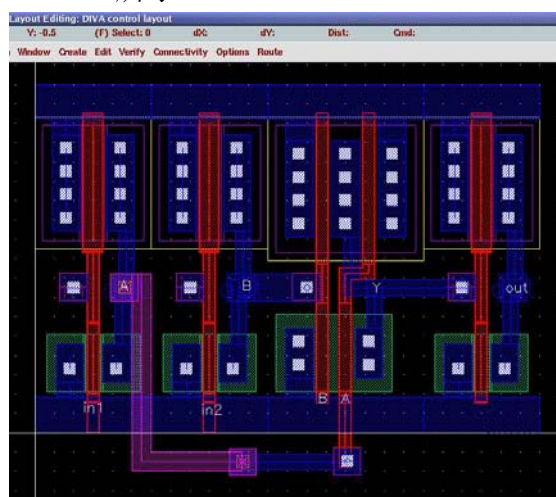 Layout Editing: DIVA control layout
Y: -0.5 (F) Select: 0 dX: dY: Dist: Cmd:
Window Create Edit Verify Connectivity Options Route
A B Y out
in1 in2 B A